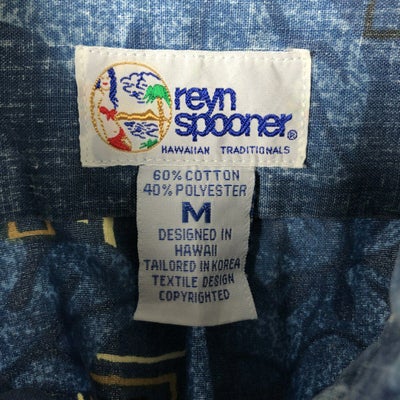 reyn
spooner®
HAWAIIAN TRADITIONALS
60% COTTON
40% POLYESTER
M
DESIGNED IN
HAWAII
TAILORED IN KOREA
TEXTILE DESIGN
COPYRIGHTED